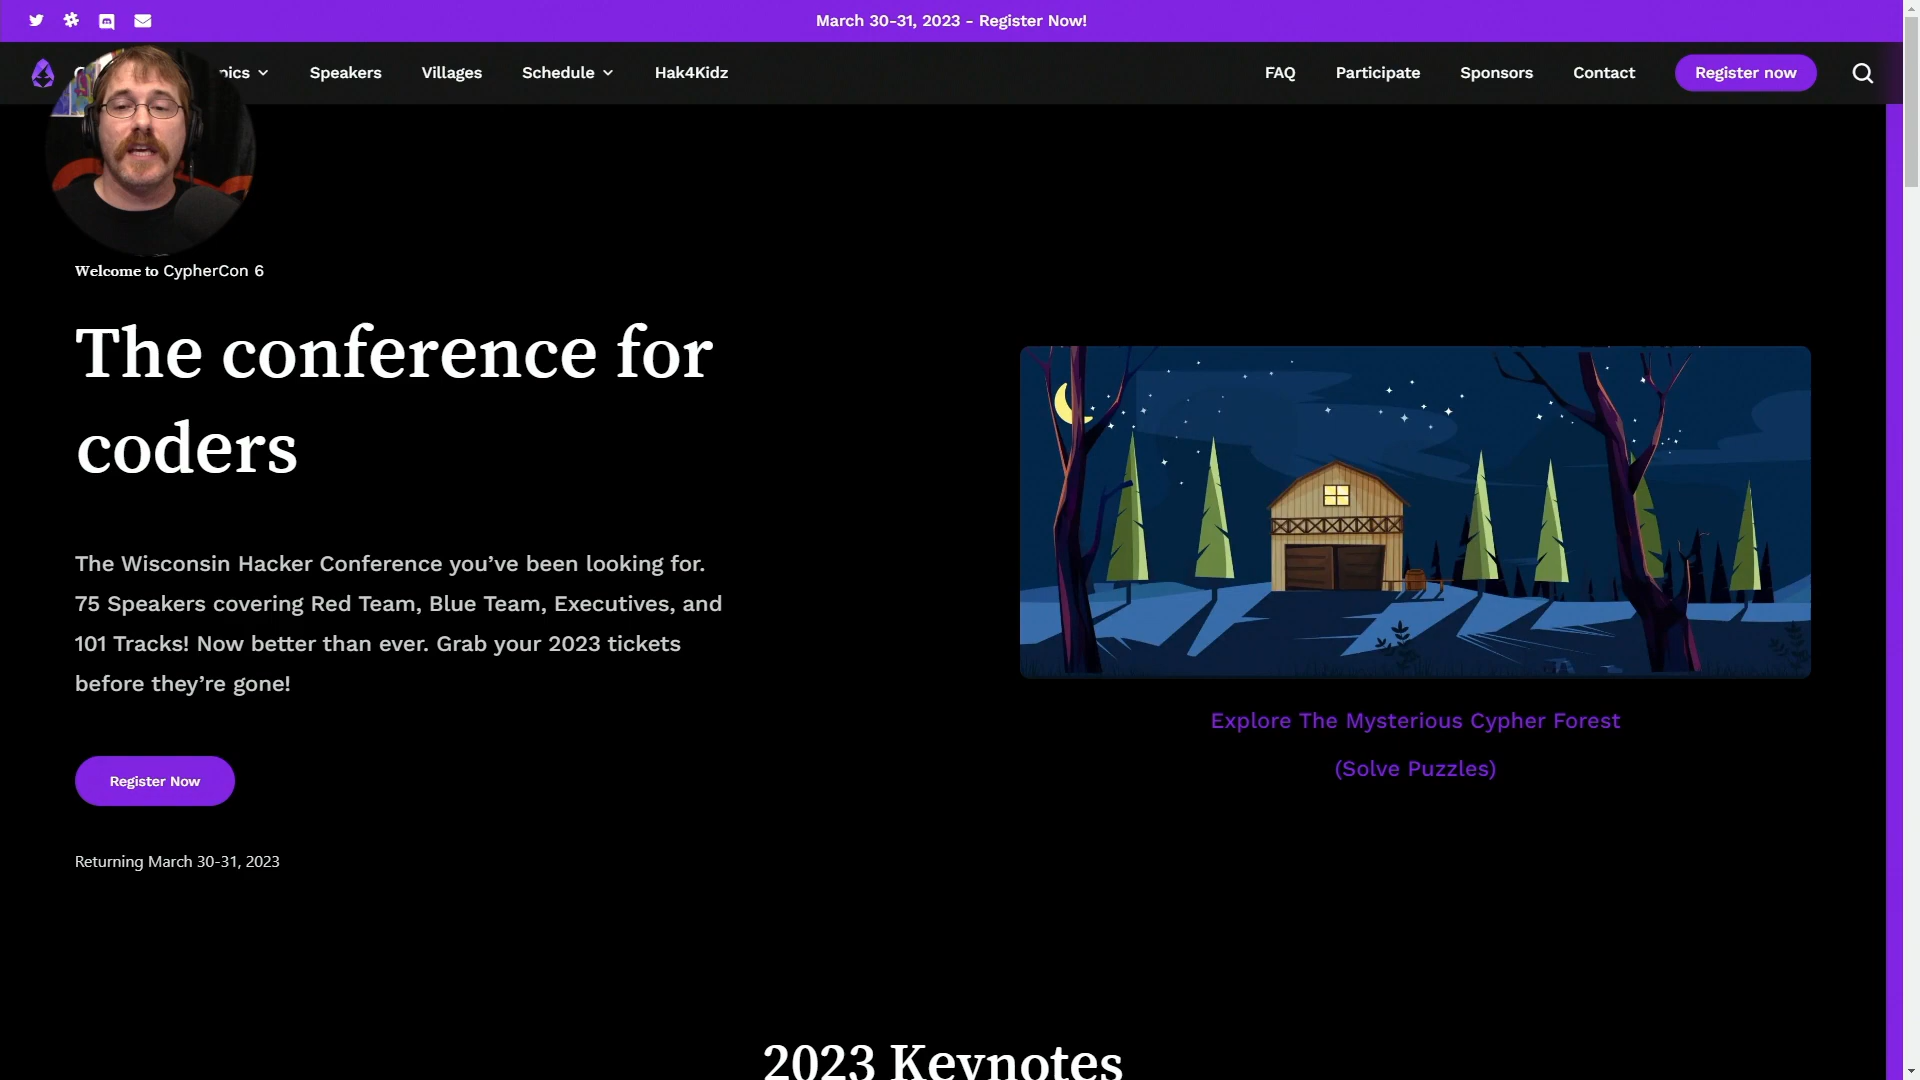 March 30-31, 2023 - Register Now!
Speakers
Villages
Schedule
Hak4Kidz
FAQ
Participate
Sponsors
Contact
Register now
Welcome to CypherCon 6
The conference for
coders
The Wisconsin Hacker Conference you’ve been looking for.
75 Speakers covering Red Team, Blue Team, Executives, and
101 Tracks! Now better than ever. Grab your 2023 tickets
before they’re gone!
Register Now
Returning March 30-31, 2023
Explore The Mysterious Cypher Forest
(Solve Puzzles)
2023 Keynotes